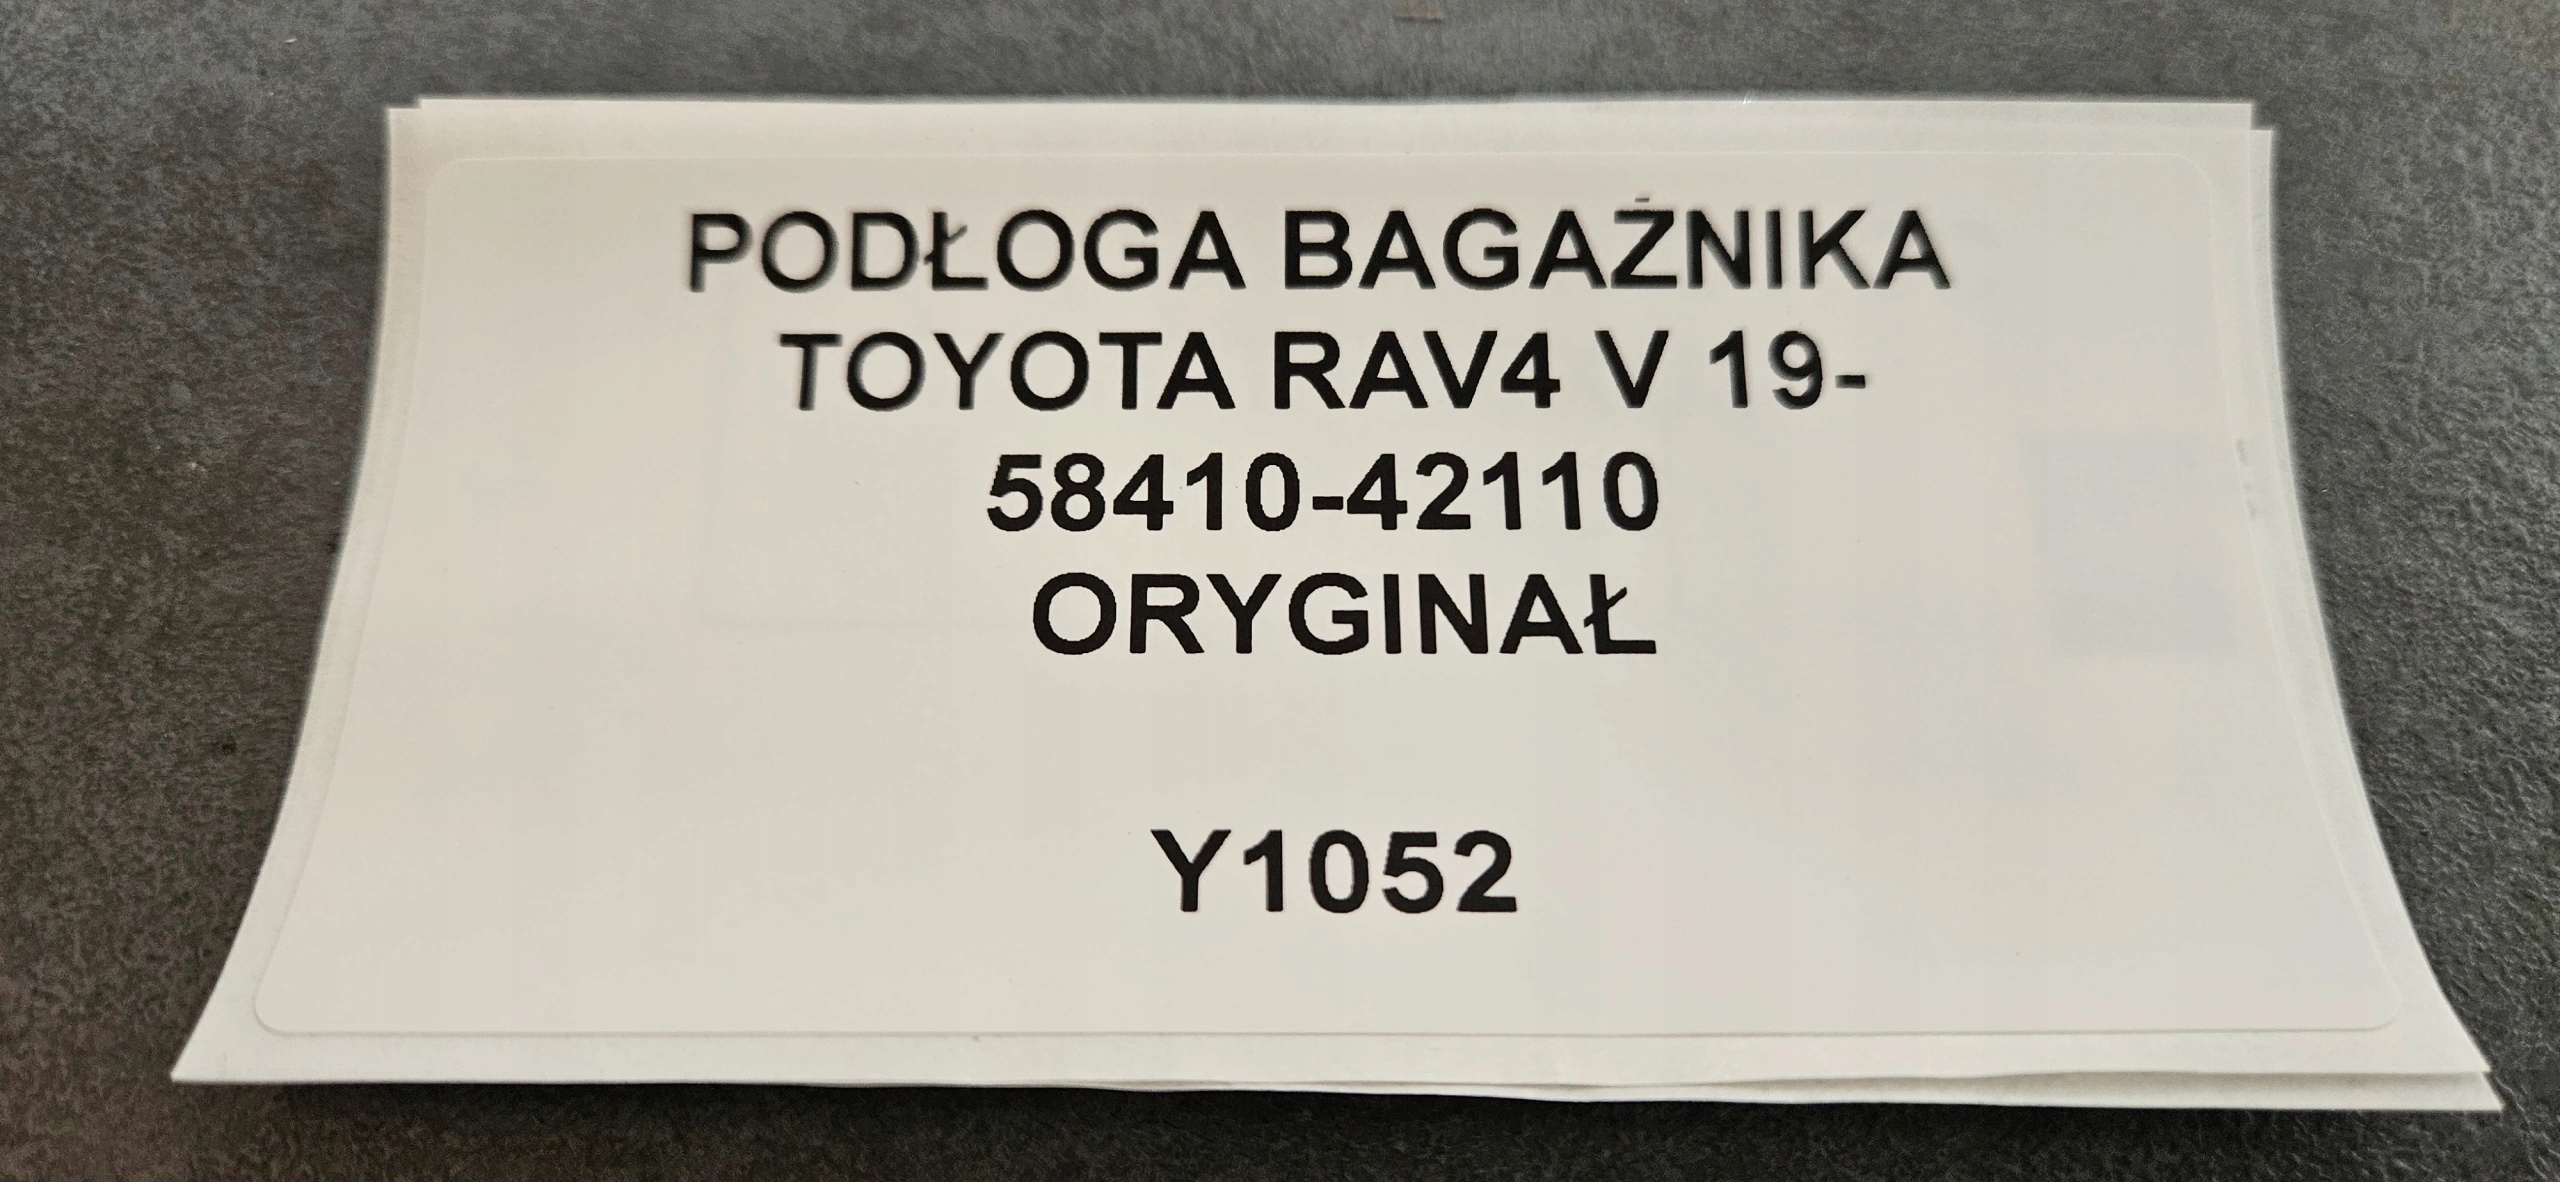 PODŁOGA BAGAŻNIKA
TOYOTA RAV4 V 19-
58410-42110
ORYGINAŁ
Y1052